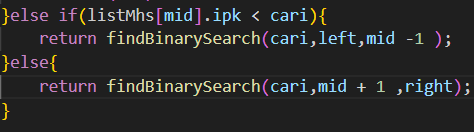 }else if(listMhs[mid].ipk < cari){
return findBinarySearch(cari,left,mid -1 );
}else{
return findBinarySearch(cari,mid + 1 ,right);
}